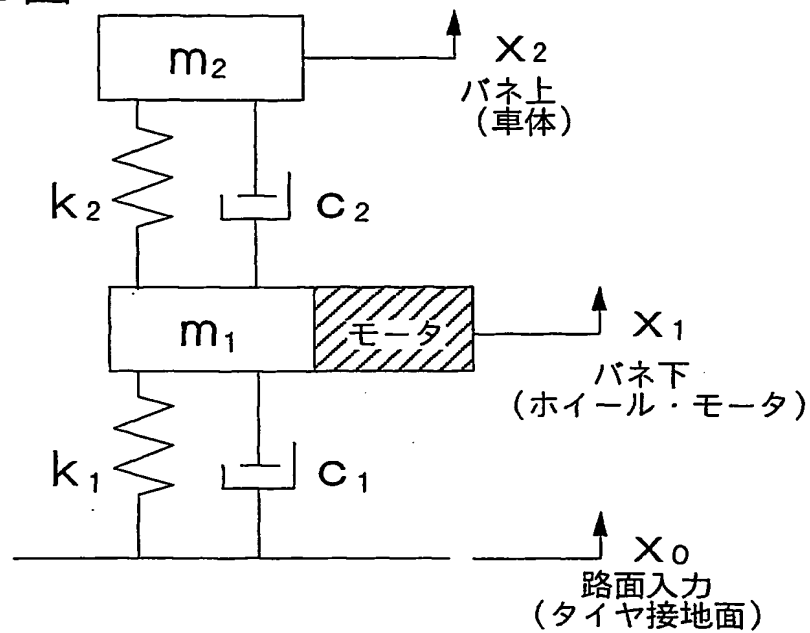 m₂
x₂
バネ上
(車体)
k₂
c₂
m₁
モータ
x₁
バネ下
(ホイール・モータ)
k₁
c₁
x₀
路面入力
(タイヤ接地面)